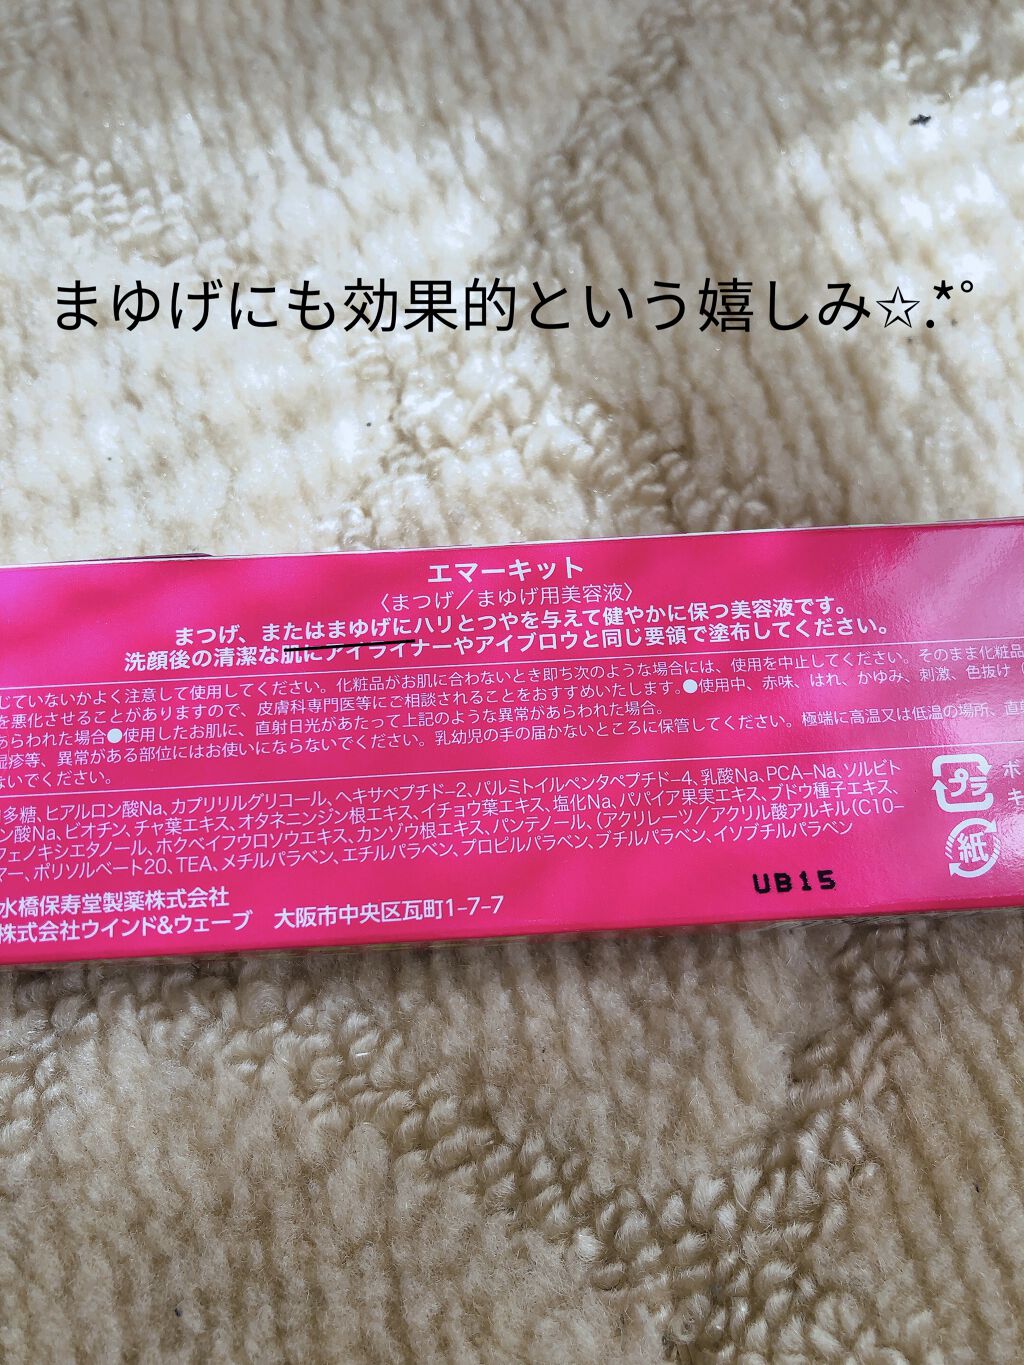 まゆげにも効果的という嬉しみ☆.*ﾟ
エマーキット
〈まつげ／まゆげ用美容液〉
まつげ、またはまゆげにハリとつやを与えて健やかに保つ美容液です。
洗顔後の清潔な肌にアイライナーやアイブロウと同じ要領で塗布してください。
じていないかよく注意して使用してください。化粧品がお肌に合わないとき即ち次のような場合には、使用を中止してください。そのまま化粧品
を悪化させることがありますので、皮膚科専門医等にご相談されることをおすすめいたします。●使用中、赤味、はれ、かゆみ、刺激、色抜け
あらわれた場合●使用したお肌に、直射日光があたって上記のような異常があらわれた場合。
湿疹等、異常がある部位にはお使いにならないでください。乳幼児の手の届かないところに保管してください。極端に高温又は低温の場所、直
ないでください。
多糖、ヒアルロン酸Na、カプリリルグリコール、ヘキサペプチド-2、パルミトイルペンタペプチド-4、乳酸Na、PCA-Na、ソルビト
ン酸Na、ビオチン、チャ葉エキス、オタネニンジン根エキス、イチョウ葉エキス、塩化Na、パパイア果実エキス、ブドウ種子エキス、
フェノキシエタノール、ホクベイフウロソウエキス、カンゾウ根エキス、パンテノール、(アクリレーツ／アクリル酸アルキル(C10-
マー、ポリソルベート20、TEA、メチルパラベン、エチルパラベン、プロピルパラベン、ブチルパラベン、イソブチルパラベン
プラ
紙
UB15
水橋保寿堂製薬株式会社
株式会社ウインド&ウェーブ　大阪市中央区瓦町1-7-7